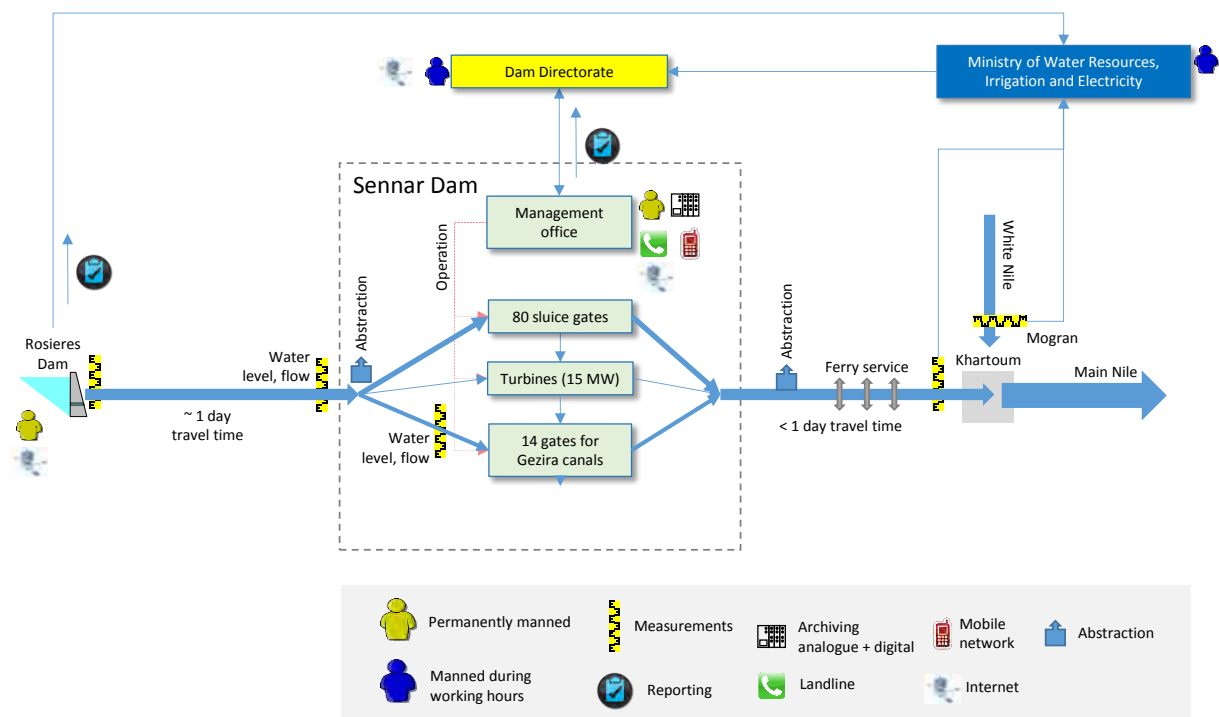 Dam Directorate
Ministry of Water Resources,
Irrigation and Electricity
Sennar Dam
Management
office
Operation
White Nile
Abstraction
80 sluice gates
Abstraction
Mogran
Rosieres
Dam
Water
level, flow
Khartoum
Ferry service
Main Nile
Turbines (15 MW)
~ 1 day
travel time
< 1 day travel time
Water
level, flow
14 gates for
Gezira canals
Permanently manned
Measurements
Archiving
analogue + digital
Mobile
network
Abstraction
Manned during
working hours
Reporting
Landline
Internet